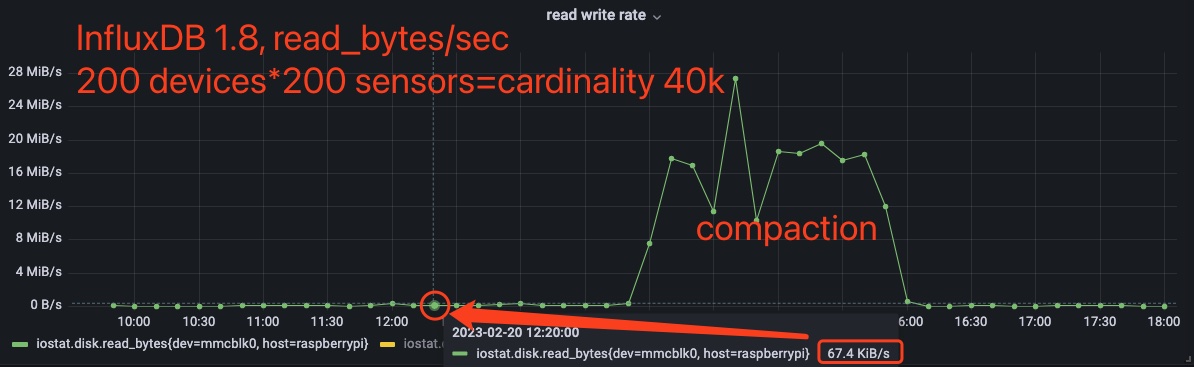 read write rate
InfluxDB 1.8, read_bytes/sec
200 devices*200 sensors=cardinality 40k
28 MiB/s
24 MiB/s
20 MiB/s
16 MiB/s
12 MiB/s
8 MiB/s
4 MiB/s
0 B/s
compaction
10:00 10:30 11:00 11:30 12:00 6:00 16:30 17:00 17:30 18:00
2023-02-20 12:20:00
iostat.disk.read_bytes{dev=mmcblk0, host=raspberrypi} iostat.d
iostat.disk.read_bytes{dev=mmcblk0, host=raspberrypi} 67.4 KiB/s